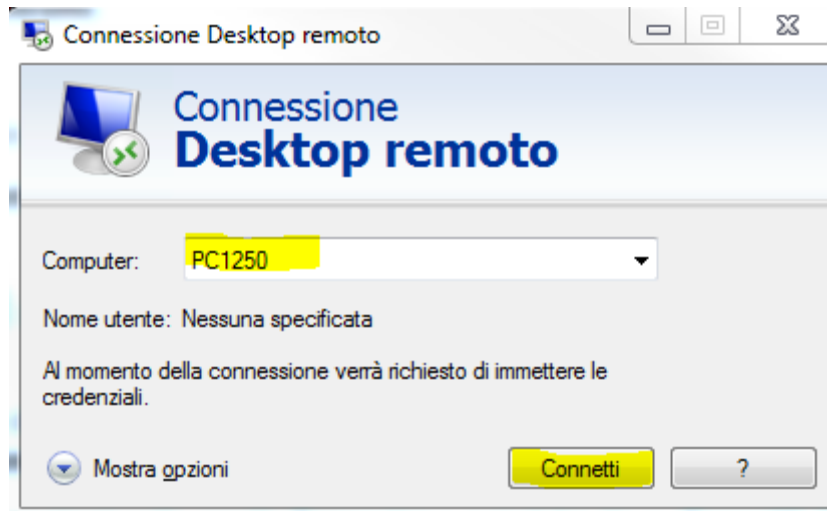 Connessione Desktop remoto
Connessione
Desktop remoto
Computer: PC1250
Nome utente: Nessuna specificata
Al momento della connessione verrà richiesto di immettere le
credenziali.
Mostra opzioni Connetti ?